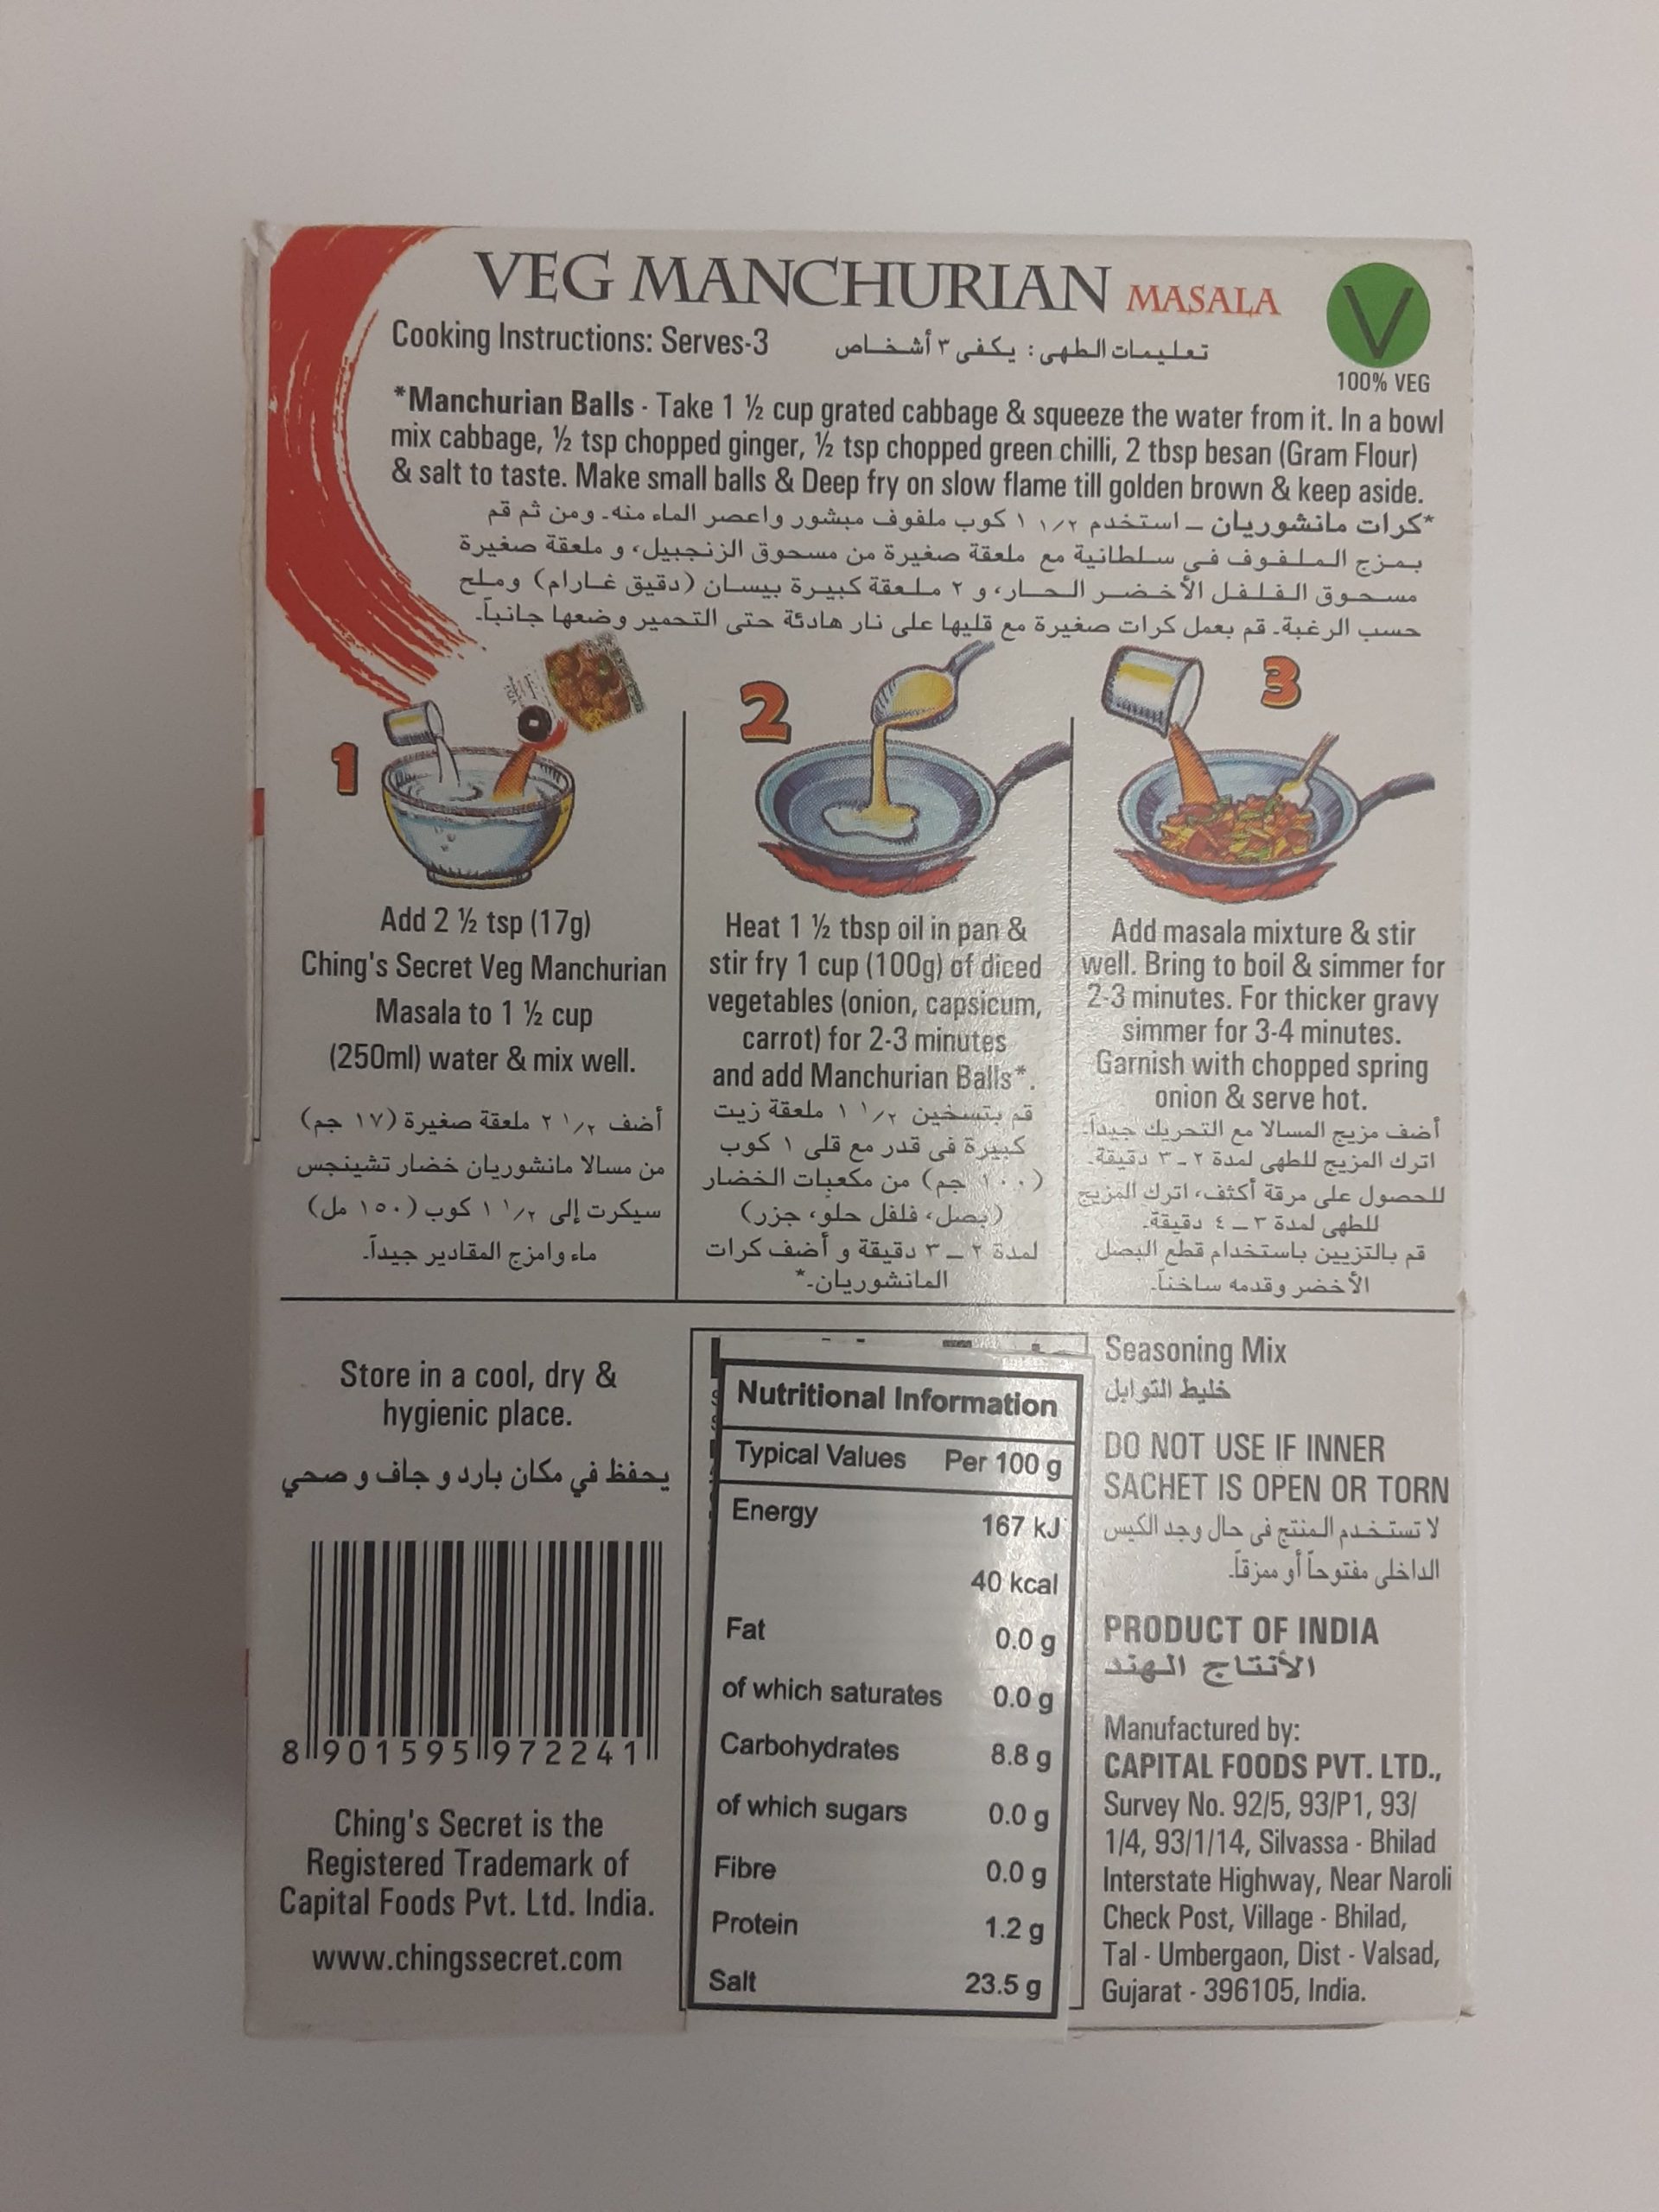 VEG MANCHURIAN MASALA
V
100% VEG
Cooking Instructions: Serves-3
تعليمات الطهى: يكفى ٣ أشخاص
*Manchurian Balls - Take 1 ½ cup grated cabbage & squeeze the water from it. In a bowl
mix cabbage, ½ tsp chopped ginger, ½ tsp chopped green chilli, 2 tbsp besan (Gram Flour)
& salt to taste. Make small balls & Deep fry on slow flame till golden brown & keep aside.
*كرات مانشوريان - استخدم ١/٢ ١ كوب ملفوف مبشور واعصر الماء منه. ومن ثم قم
بمزج الملفوف في سلطانية مع ملعقة صغيرة من مسحوق الزنجبيل، و ملعقة صغيرة
مسحوق الفلفل الأخضر الحار، و ٢ ملعقة كبيرة بيسان (دقيق غارام) وملح
حسب الرغبة. قم بعمل كرات صغيرة مع قليها على نار هادئة حتى التحمير وضعها جانباً.
1
Add 2 ½ tsp (17g)
Ching's Secret Veg Manchurian
Masala to 1 ½ cup
(250ml) water & mix well.
أضف ١/٢ ٢ ملعقة صغيرة (١٧ جم)
من مسالا مانشوريان خضار تشينجس
سيكرت إلى ١/٢ ١ كوب (١٥٠ مل)
ماء وامزج المقادير جيداً.
2
Heat 1 ½ tbsp oil in pan &
stir fry 1 cup (100g) of diced
vegetables (onion, capsicum,
carrot) for 2-3 minutes
and add Manchurian Balls*.
قم بتسخين ١/٢ ١ ملعقة زيت
كبيرة فى قدر مع قلى ١ كوب
(١٠٠ جم) من مكعبات الخضار
(بصل، فلفل حلو، جزر)
لمدة ٢ - ٣ دقيقة و أضف كرات
المانشوريان.*
3
Add masala mixture & stir
well. Bring to boil & simmer for
2-3 minutes. For thicker gravy
simmer for 3-4 minutes.
Garnish with chopped spring
onion & serve hot.
أضف مزيج المسالا مع التحريك جيداً.
اترك المزيج للطهى لمدة ٢ - ٣ دقيقة.
للحصول على مرقة أكثف، اترك المزيج
للطهى لمدة ٣ - ٤ دقيقة.
قم بالتزيين باستخدام قطع البصل
الأخضر وقدمه ساخناً.
Store in a cool, dry &
hygienic place.
يحفظ في مكان بارد و جاف و صحي
8 901595 972241
Ching's Secret is the
Registered Trademark of
Capital Foods Pvt. Ltd. India.
www.chingssecret.com
Nutritional Information
Typical Values Per 100 g
Energy 167 kJ
40 kcal
Fat 0.0 g
of which saturates 0.0 g
Carbohydrates 8.8 g
of which sugars 0.0 g
Fibre 0.0 g
Protein 1.2 g
Salt 23.5 g
Seasoning Mix
خليط التوابل
DO NOT USE IF INNER
SACHET IS OPEN OR TORN
لا تستخدم المنتج فى حال وجد الكيس
الداخلى مفتوحاً أو ممزقاً.
PRODUCT OF INDIA
الأنتاج الهند
Manufactured by:
CAPITAL FOODS PVT. LTD.,
Survey No. 92/5, 93/P1, 93/
1/4, 93/1/14, Silvassa - Bhilad
Interstate Highway, Near Naroli
Check Post, Village - Bhilad,
Tal - Umbergaon, Dist - Valsad,
Gujarat - 396105, India.